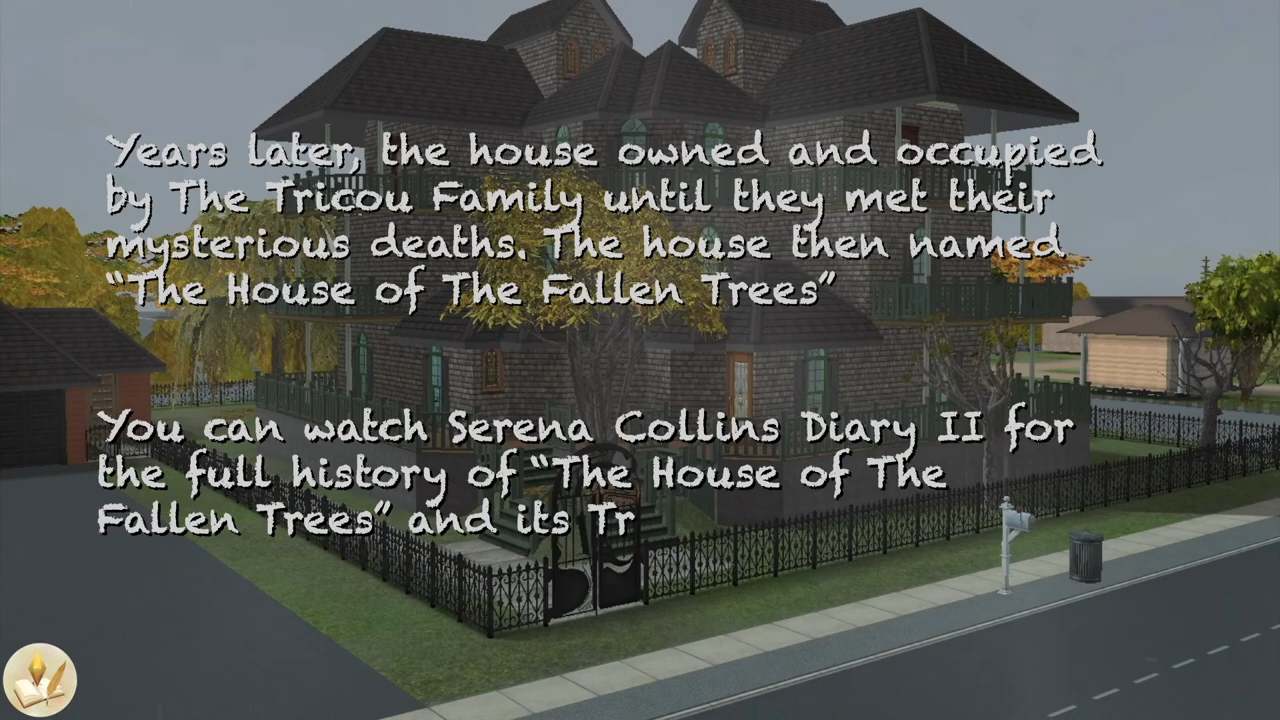 Years later, the house owned and occupied
by The Tricou Family until they met their
mysterious deaths. The house then named
“The House of The Fallen Trees”
You can watch Serena Collins Diary II for
the full history of “The House of The
Fallen Trees” and its Tr